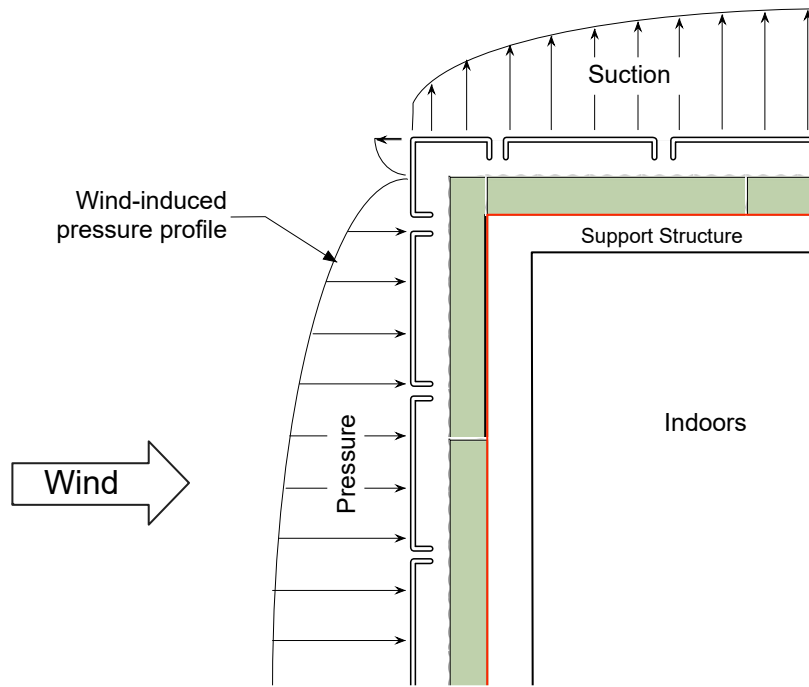 Suction
Wind-induced
pressure profile
Support Structure
Indoors
Pressure
Wind